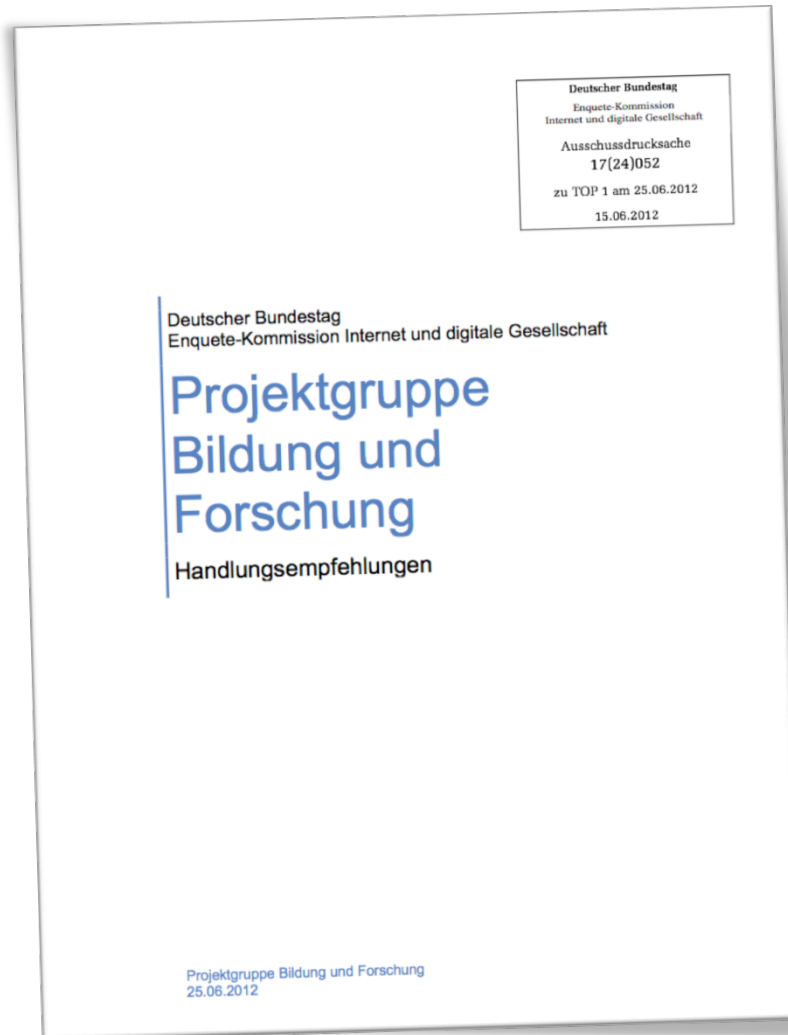 Deutscher Bundestag
Enquete-Kommission
Internet und digitale Gesellschaft
Ausschussdrucksache
17(24)052
zu TOP 1 am 25.06.2012
15.06.2012
Deutscher Bundestag
Enquete-Kommission Internet und digitale Gesellschaft
Projektgruppe
Bildung und
Forschung
Handlungsempfehlungen
Projektgruppe Bildung und Forschung
25.06.2012